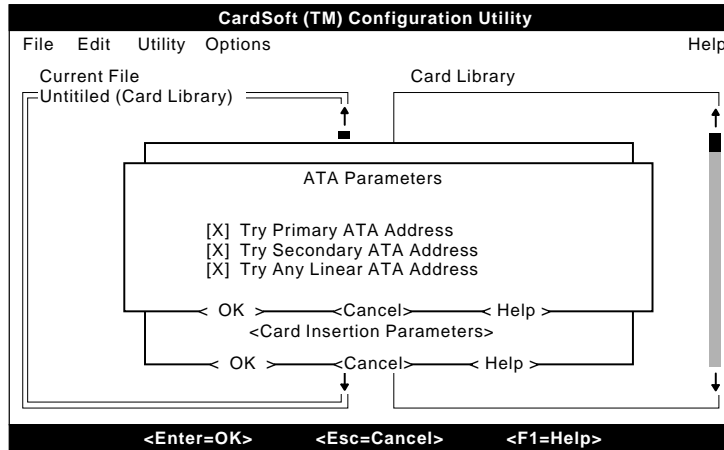 CardSoft (TM) Configuration Utility
File Edit Utility Options Help
Current File Card Library
Untitiled (Card Library)
ATA Parameters
[X] Try Primary ATA Address
[X] Try Secondary ATA Address
[X] Try Any Linear ATA Address
< OK > <Cancel> < Help >
<Card Insertion Parameters>
< OK > <Cancel> < Help >
<Enter=OK> <Esc=Cancel> <F1=Help>